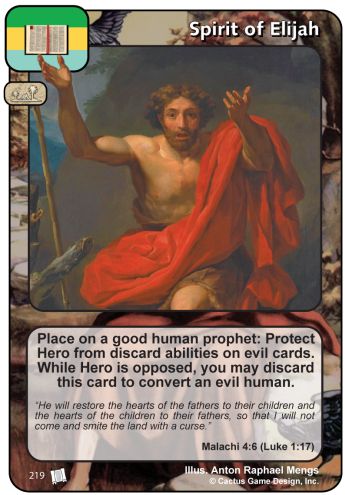 Spirit of Elijah
Place on a good human prophet: Protect
Hero from discard abilities on evil cards.
While Hero is opposed, you may discard
this card to convert an evil human.
“He will restore the hearts of the fathers to their children and
the hearts of the children to their fathers, so that I will not
come and smite the land with a curse.”
Malachi 4:6 (Luke 1:17)
Illus. Anton Raphael Mengs
219
© Cactus Game Design, Inc.